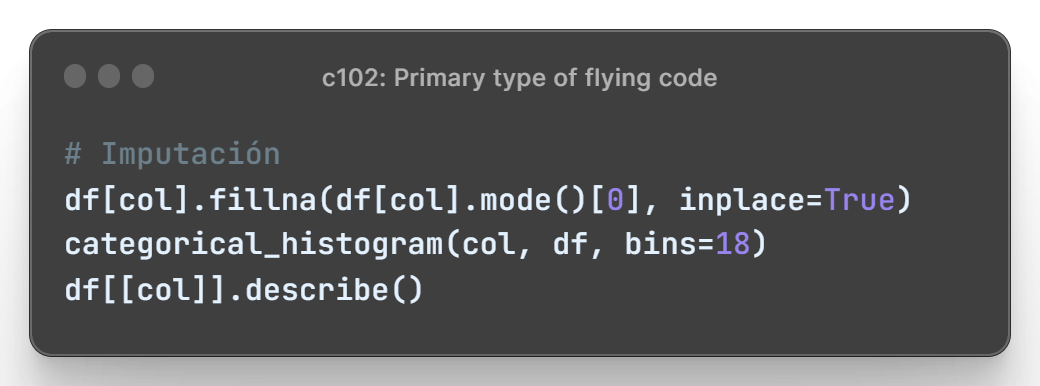 c102: Primary type of flying code
# Imputación
df[col].fillna(df[col].mode()[0], inplace=True)
categorical_histogram(col, df, bins=18)
df[[col]].describe()